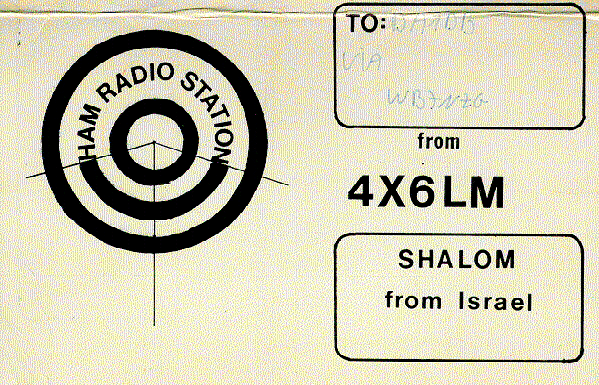 HAM RADIO STATION
TO:
VIA
from
4X6LM
SHALOM
from Israel